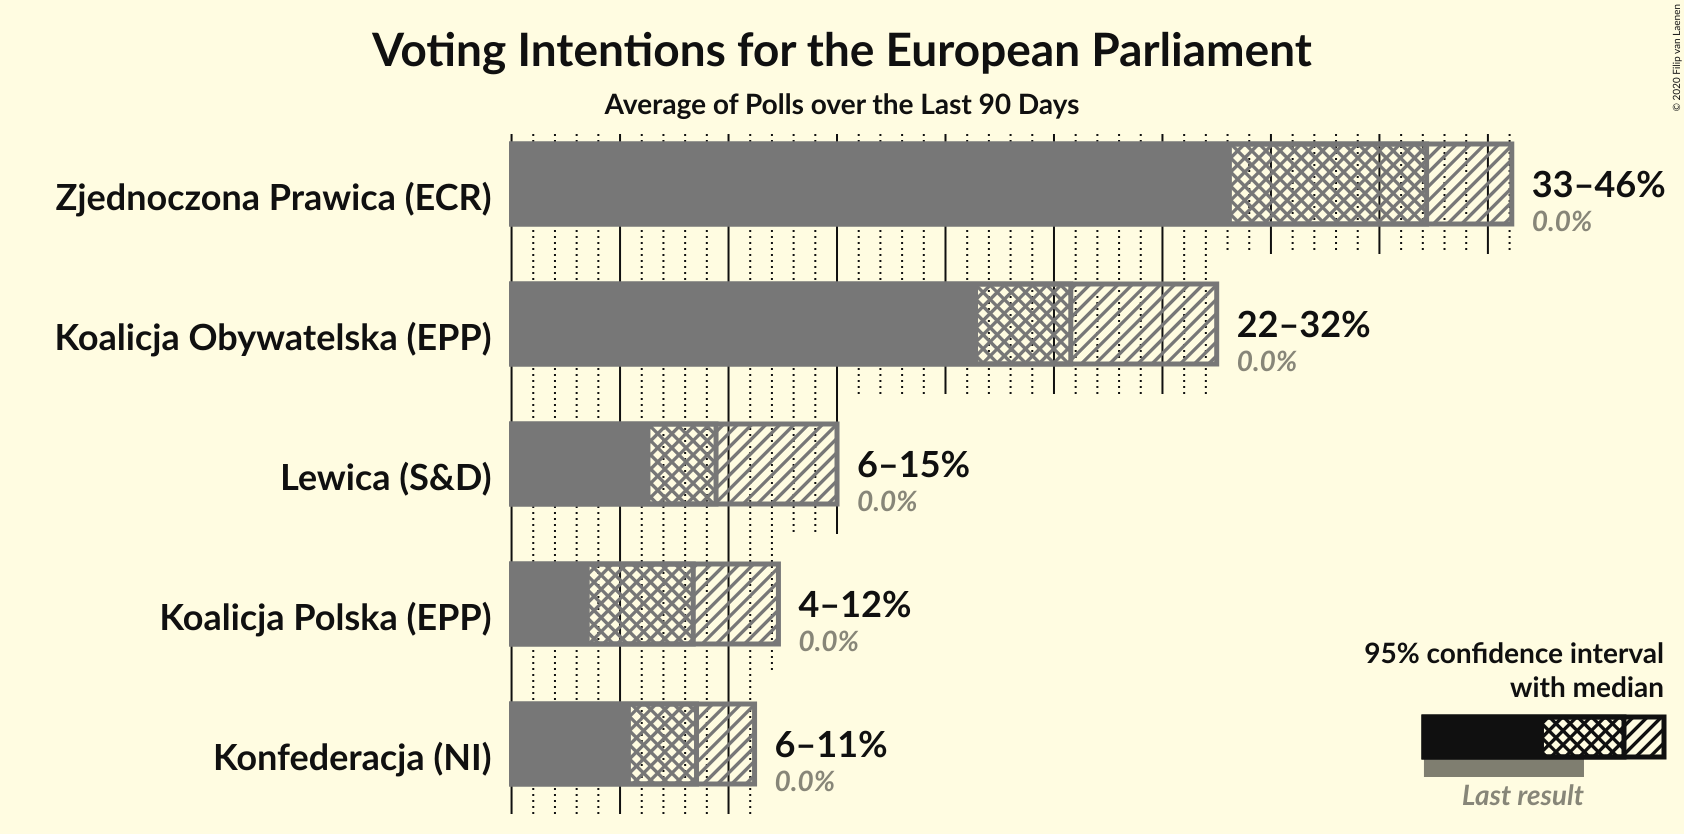 Voting Intentions for the European Parliament
Average of Polls over the Last 90 Days
© 2020 Filip van Laenen
Zjednoczona Prawica (ECR)
33–46%
0.0%
Koalicja Obywatelska (EPP)
22–32%
0.0%
Lewica (S&D)
6–15%
0.0%
Koalicja Polska (EPP)
4–12%
0.0%
Konfederacja (NI)
6–11%
0.0%
95% confidence interval
with median
Last result